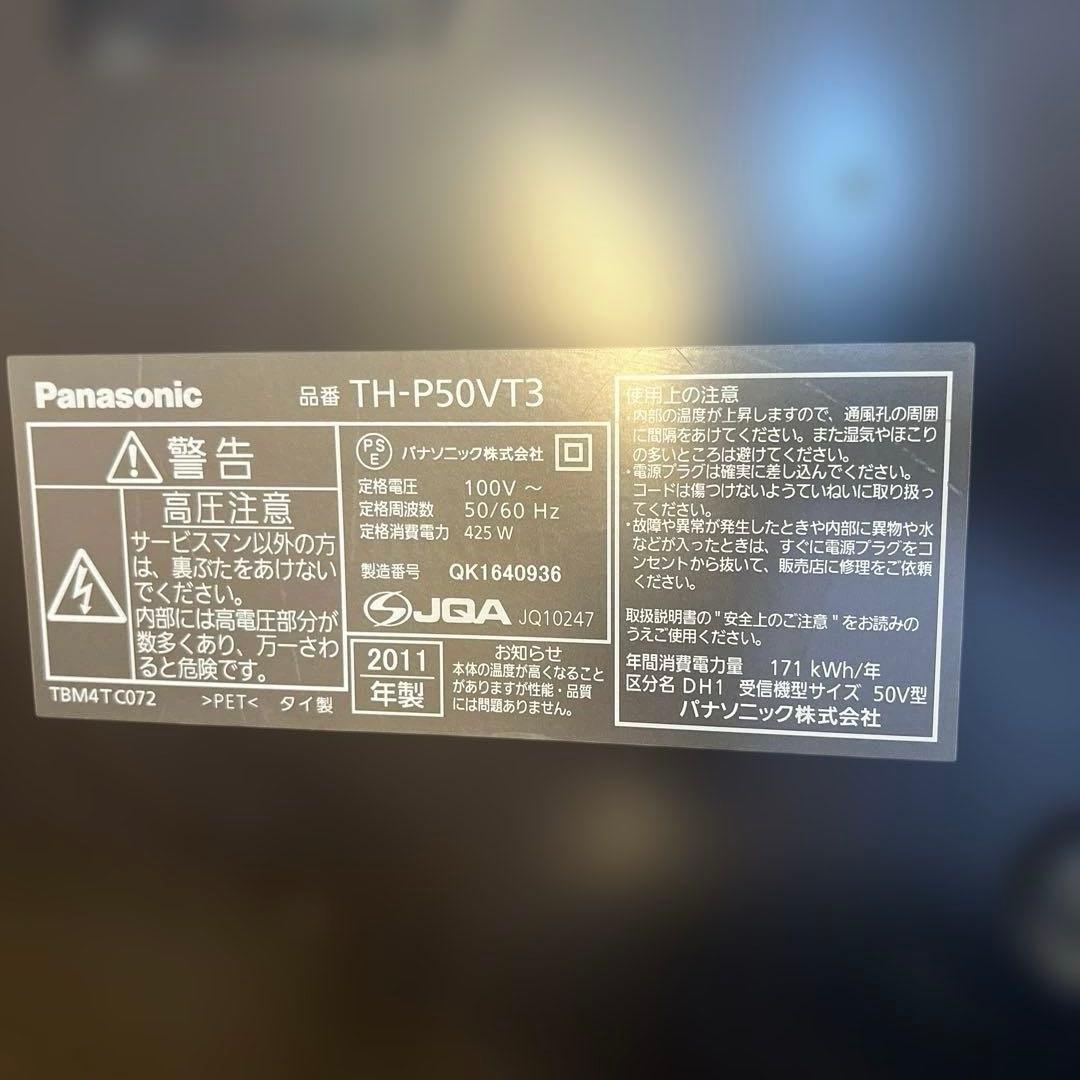 Panasonic
品番 TH-P50VT3
警告
高圧注意
サービスマン以外の方
は、裏ぶたをあけない
でください。
内部には高電圧部分が
数多くあり、万一さわ
ると危険です。
TBM4TC072 >PET< タイ製
PSE パナソニック株式会社
定格電圧 100V ~
定格周波数 50/60 Hz
定格消費電力 425 W
製造番号 QK1640936
JQA JQ10247
2011
年製
お知らせ
本体の温度が高くなること
がありますが性能・品質
には問題ありません。
使用上の注意
・内部の温度が上昇しますので、通風孔の周囲
に間隔をあけてください。また湿気やほこり
の多いところは避けてください。
・電源プラグは確実に差し込んでください。
コードは傷つけないようていねいに取り扱っ
てください。
・故障や異常が発生したときや内部に異物や水
などが入ったときは、すぐに電源プラグをコ
ンセントから抜いて、販売店に修理をご依頼
ください。
取扱説明書の"安全上のご注意"をお読みの
うえご使用ください。
年間消費電力量 171 kWh/年
区分名 DH1 受信機型サイズ 50V型
パナソニック株式会社